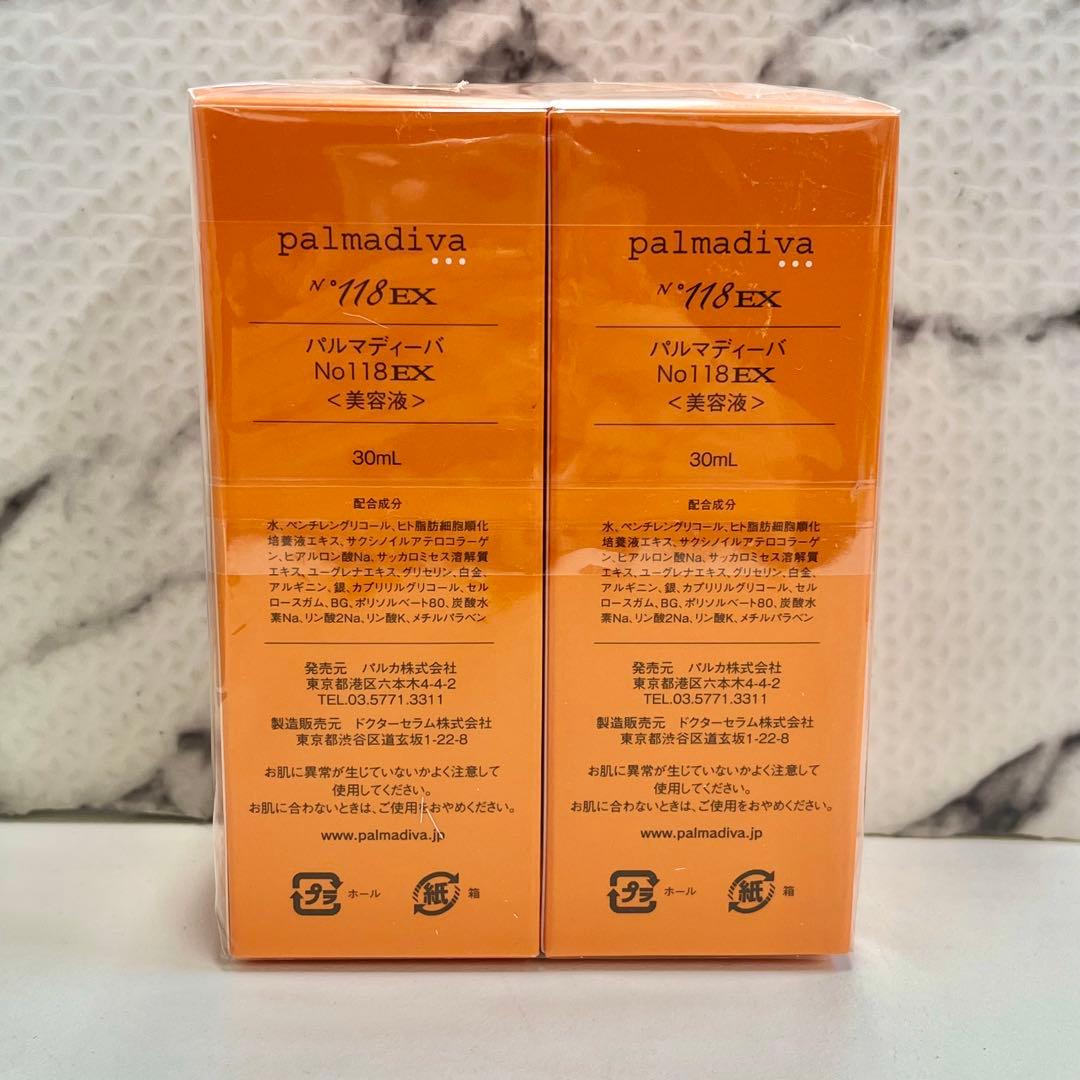 palmadiva
N°118EX
パルマディーバ
No118EX
<美容液>
30mL
配合成分
水、ペンチレングリコール、ヒト脂肪細胞順化
培養液エキス、サクシノイルアテロコラーゲ
ン、ヒアルロン酸Na、サッカロミセス溶解質
エキス、ユーグレナエキス、グリセリン、白金、
アルギニン、銀、カプリリルグリコール、セル
ロースガム、BG、ポリソルベート80、炭酸水
素Na、リン酸2Na、リン酸K、メチルパラベン
発売元 パルカ株式会社
東京都港区六本木4-4-2
TEL.03.5771.3311
製造販売元 ドクターセラム株式会社
東京都渋谷区道玄坂1-22-8
お肌に異常が生じていないかよく注意して
使用してください。
お肌に合わないときは、ご使用をおやめください。
www.palmadiva.jp
プラ ホール 紙 箱
palmadiva
N°118EX
パルマディーバ
No118EX
<美容液>
30mL
配合成分
水、ペンチレングリコール、ヒト脂肪細胞順化
培養液エキス、サクシノイルアテロコラーゲ
ン、ヒアルロン酸Na、サッカロミセス溶解質
エキス、ユーグレナエキス、グリセリン、白金、
アルギニン、銀、カプリリルグリコール、セル
ロースガム、BG、ポリソルベート80、炭酸水
素Na、リン酸2Na、リン酸K、メチルパラベン
発売元 パルカ株式会社
東京都港区六本木4-4-2
TEL.03.5771.3311
製造販売元 ドクターセラム株式会社
東京都渋谷区道玄坂1-22-8
お肌に異常が生じていないかよく注意して
使用してください。
お肌に合わないときは、ご使用をおやめください。
www.palmadiva.jp
プラ ホール 紙 箱